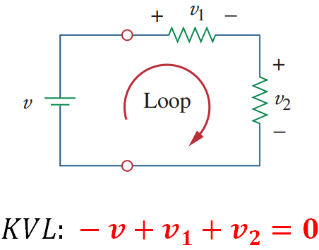 + v₁ −
+
v Loop v₂
−
KVL: − v + v₁ + v₂ = 0